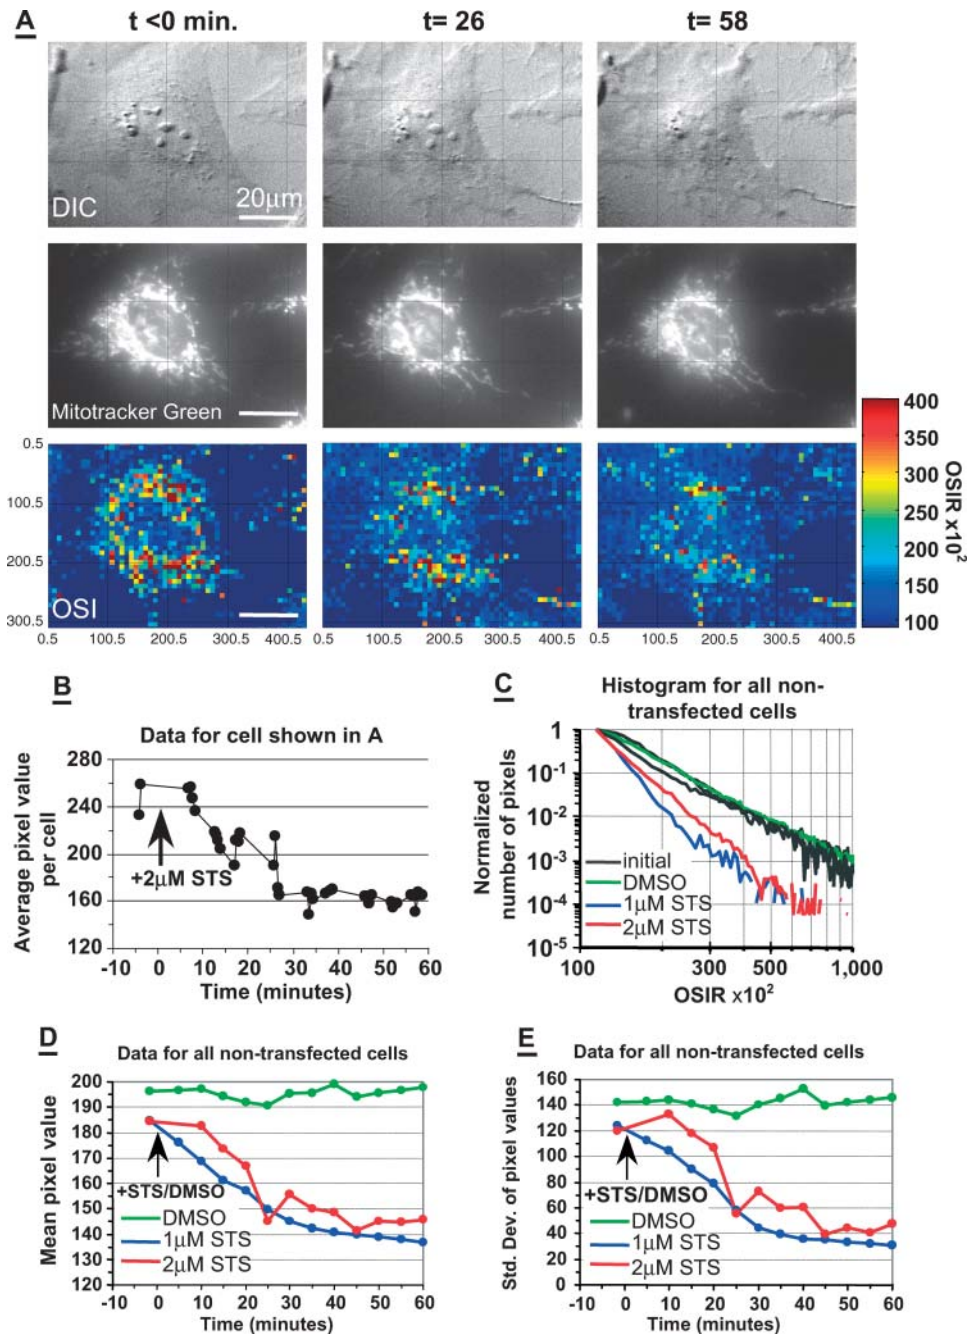 A
t <0 min.
t= 26
t= 58
DIC
20μm
Mitotracker Green
OSI
0.5
100.5
200.5
300.5
0.5 100.5 200.5 300.5 400.5
0.5 100.5 200.5 300.5 400.5
0.5 100.5 200.5 300.5 400.5
400
350
300
240
200
150
100
OSIR x10²
B
Data for cell shown in A
Average pixel value per cell
280
240
200
160
120
+2μM STS
-10 0 10 20 30 40 50 60
Time (minutes)
C
Histogram for all non-
transfected cells
Normalized
number of pixels
1
10-1
10-2
10-3
10-4
10-5
initial
DMSO
1μM STS
2μM STS
100 300 500 1,000
OSIR x10²
D
Data for all non-transfected cells
Mean pixel value
200
190
180
170
160
150
140
130
120
+STS/DMSO
DMSO
1μM STS
2μM STS
-10 0 10 20 30 40 50 60
Time (minutes)
E
Data for all non-transfected cells
Std. Dev. of pixel values
160
140
120
100
80
60
40
20
0
+STS/DMSO
DMSO
1μM STS
2μM STS
-10 0 10 20 30 40 50 60
Time (minutes)